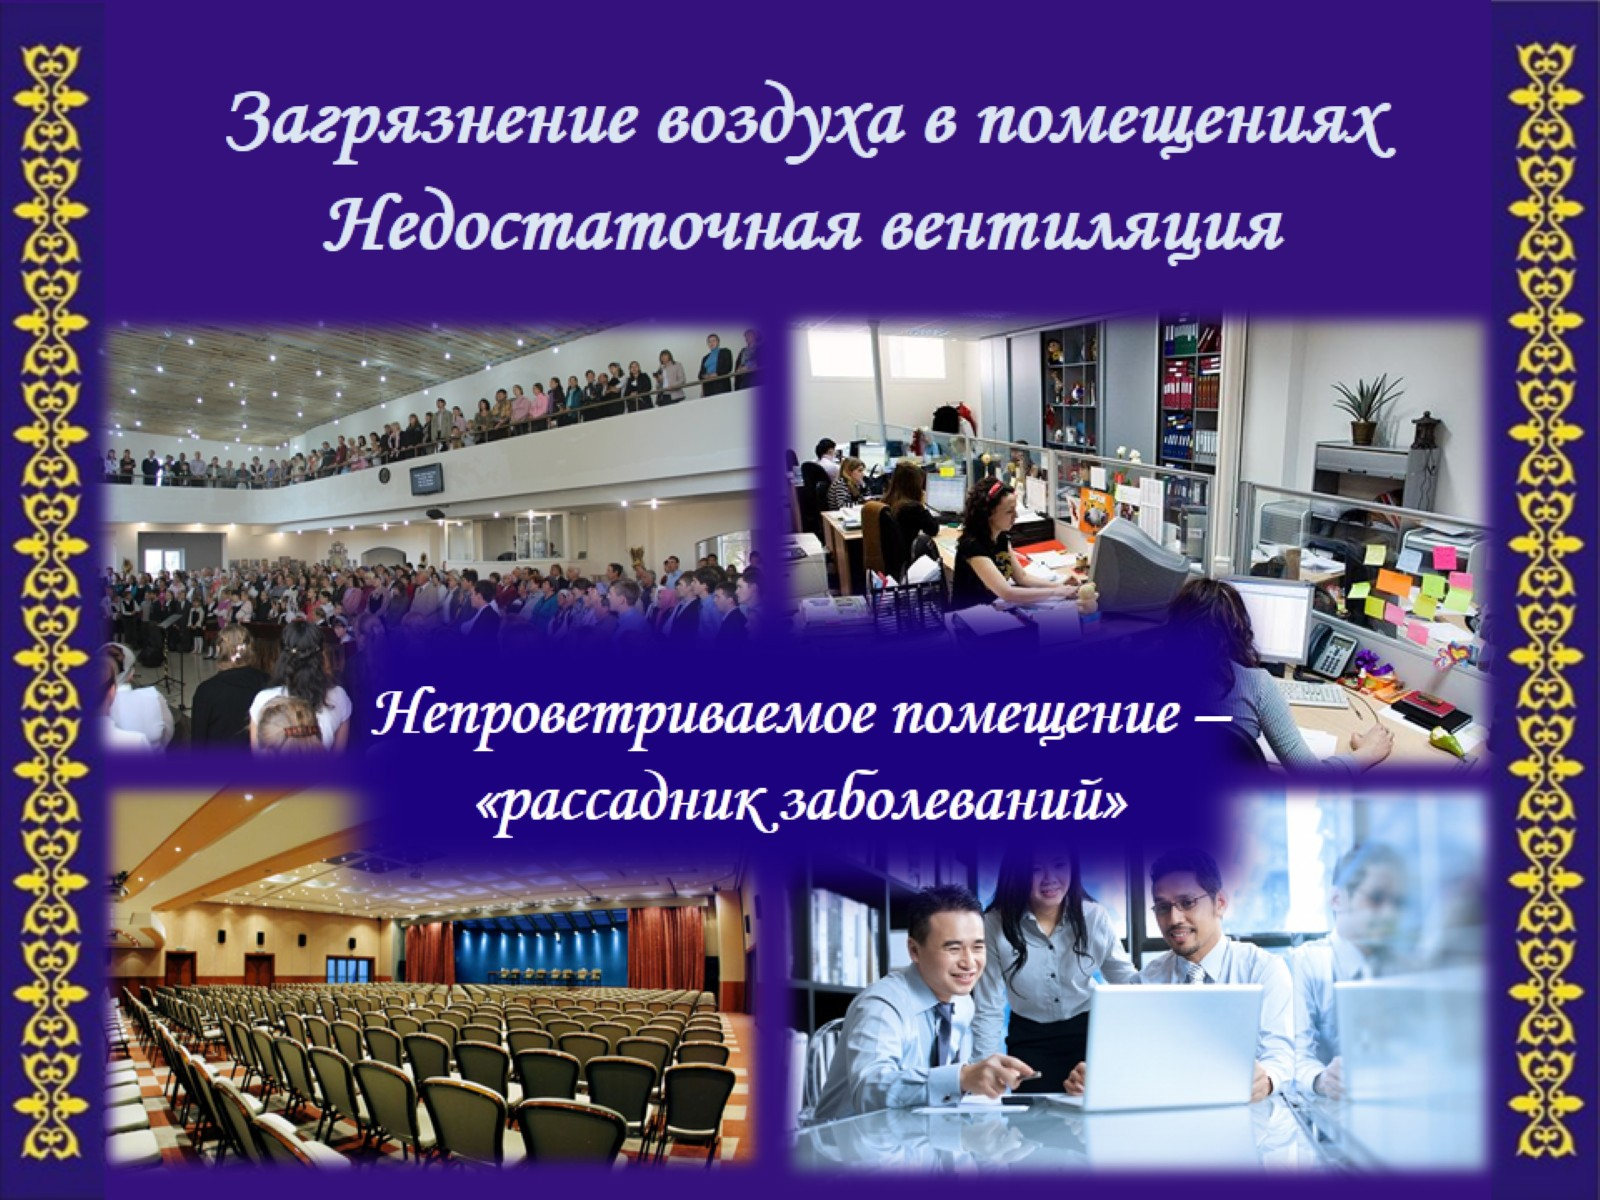 Загрязнение воздуха в помещениях
Недостаточная вентиляция
Непроветриваемое помещение –
«рассадник заболеваний»